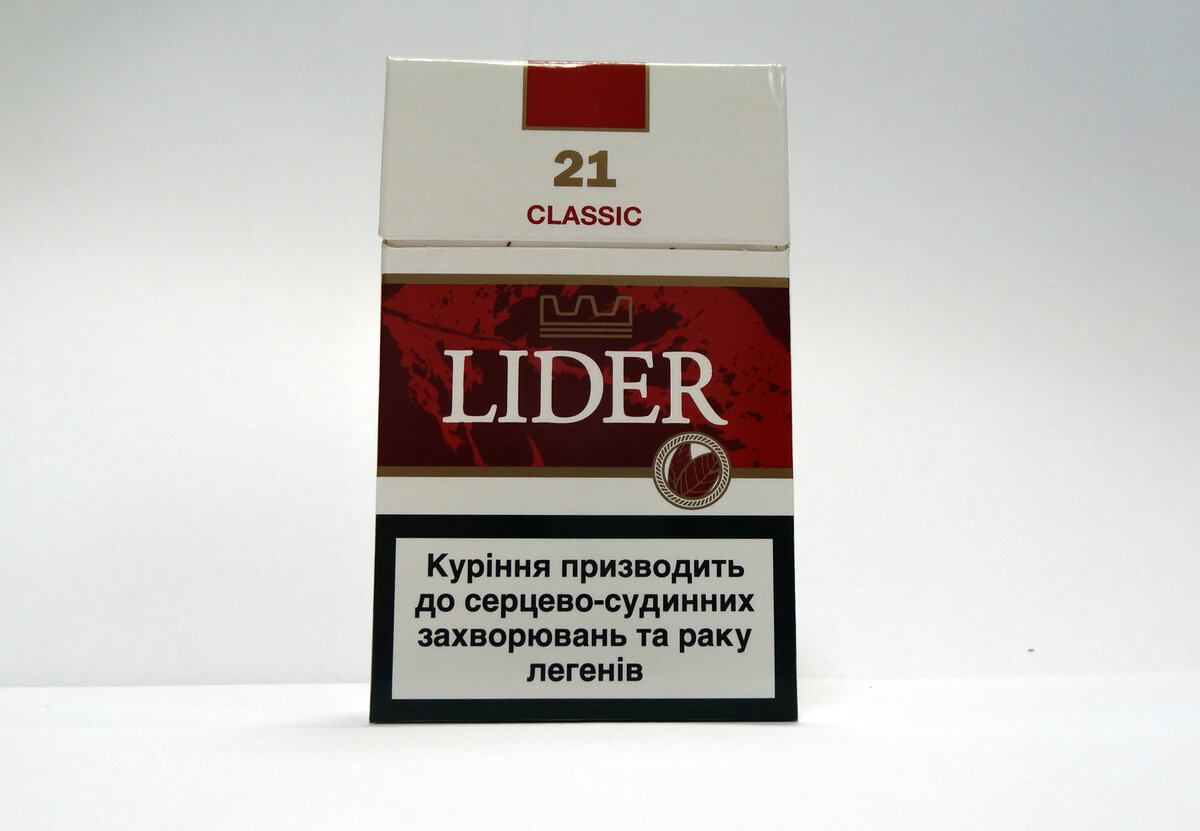 21
CLASSIC
LIDER
Куріння призводить
до серцево-судинних
захворювань та раку
легенів